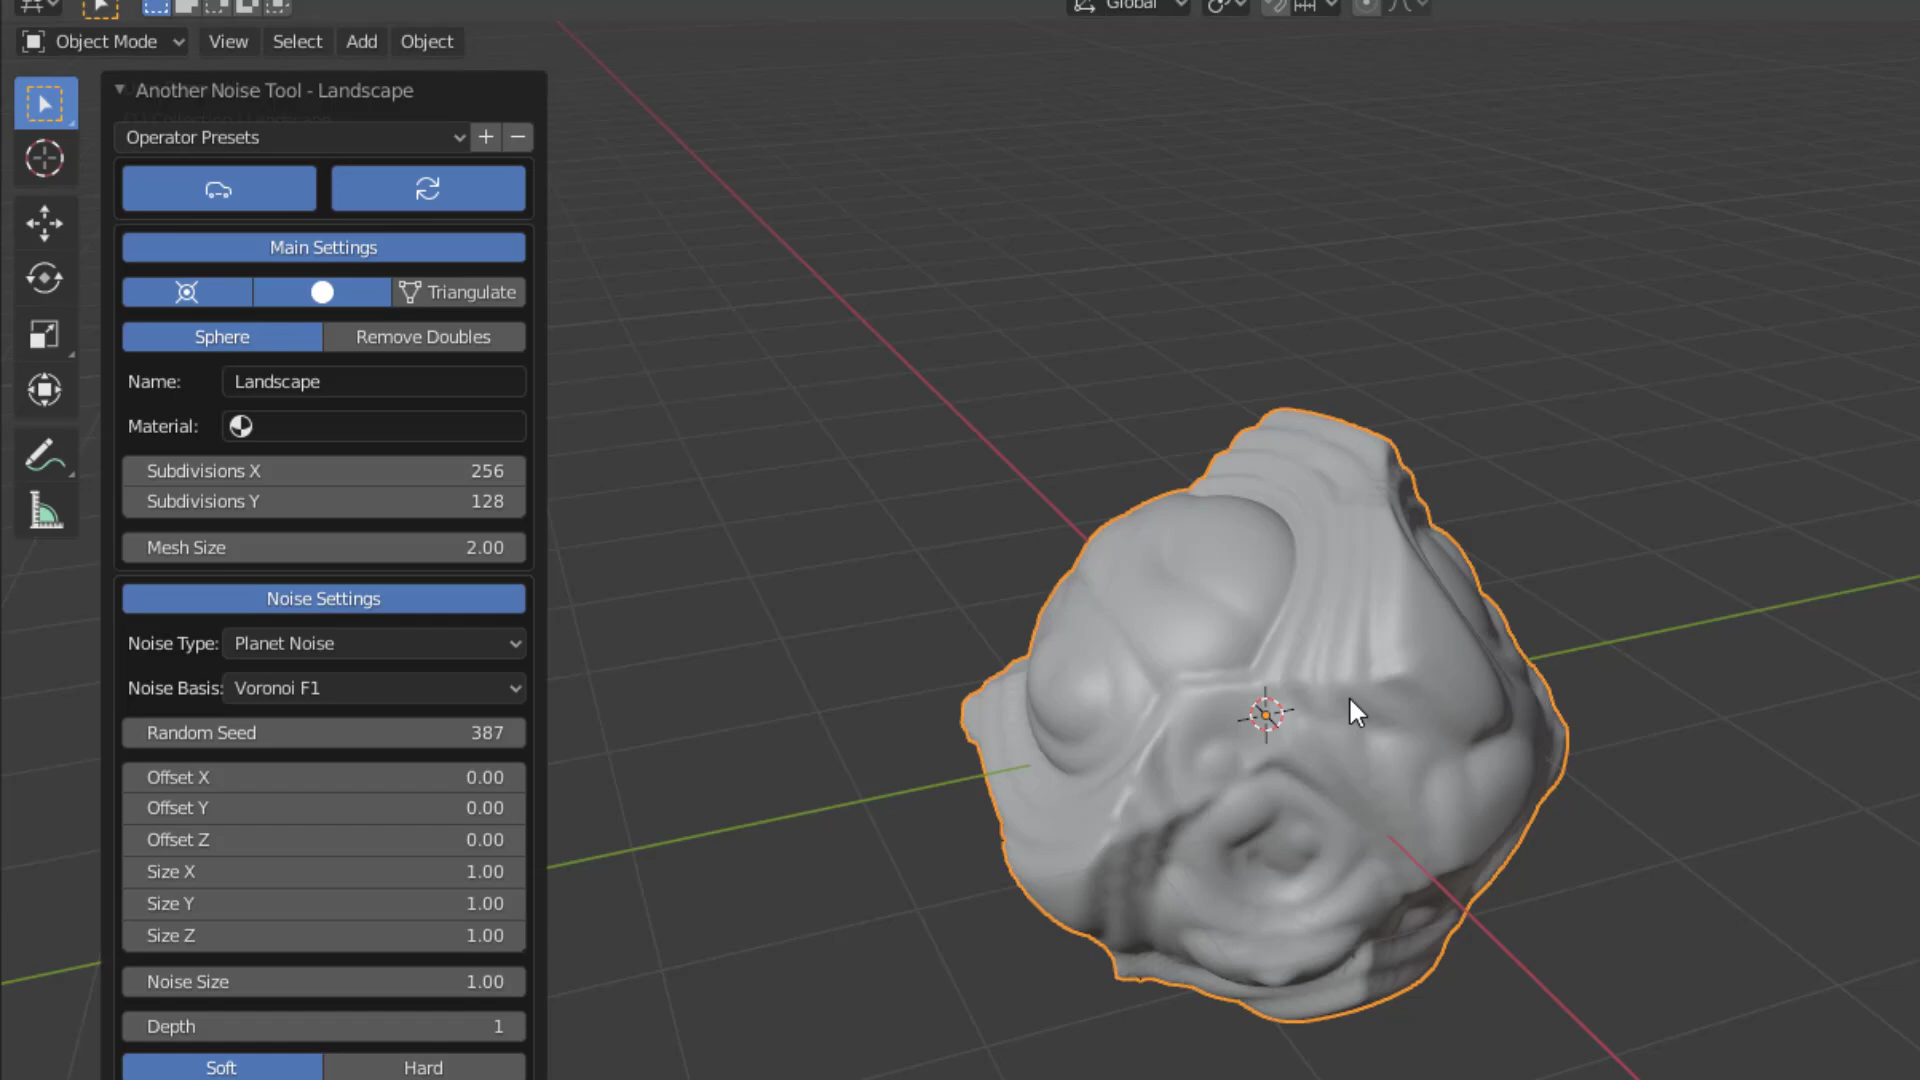 Global
Object Mode View Select Add Object
Another Noise Tool - Landscape
Operator Presets
Main Settings
Triangulate
Sphere Remove Doubles
Name: Landscape
Material:
Subdivisions X 256
Subdivisions Y 128
Mesh Size 2.00
Noise Settings
Noise Type: Planet Noise
Noise Basis: Voronoi F1
Random Seed 387
Offset X 0.00
Offset Y 0.00
Offset Z 0.00
Size X 1.00
Size Y 1.00
Size Z 1.00
Noise Size 1.00
Depth 1
Soft Hard